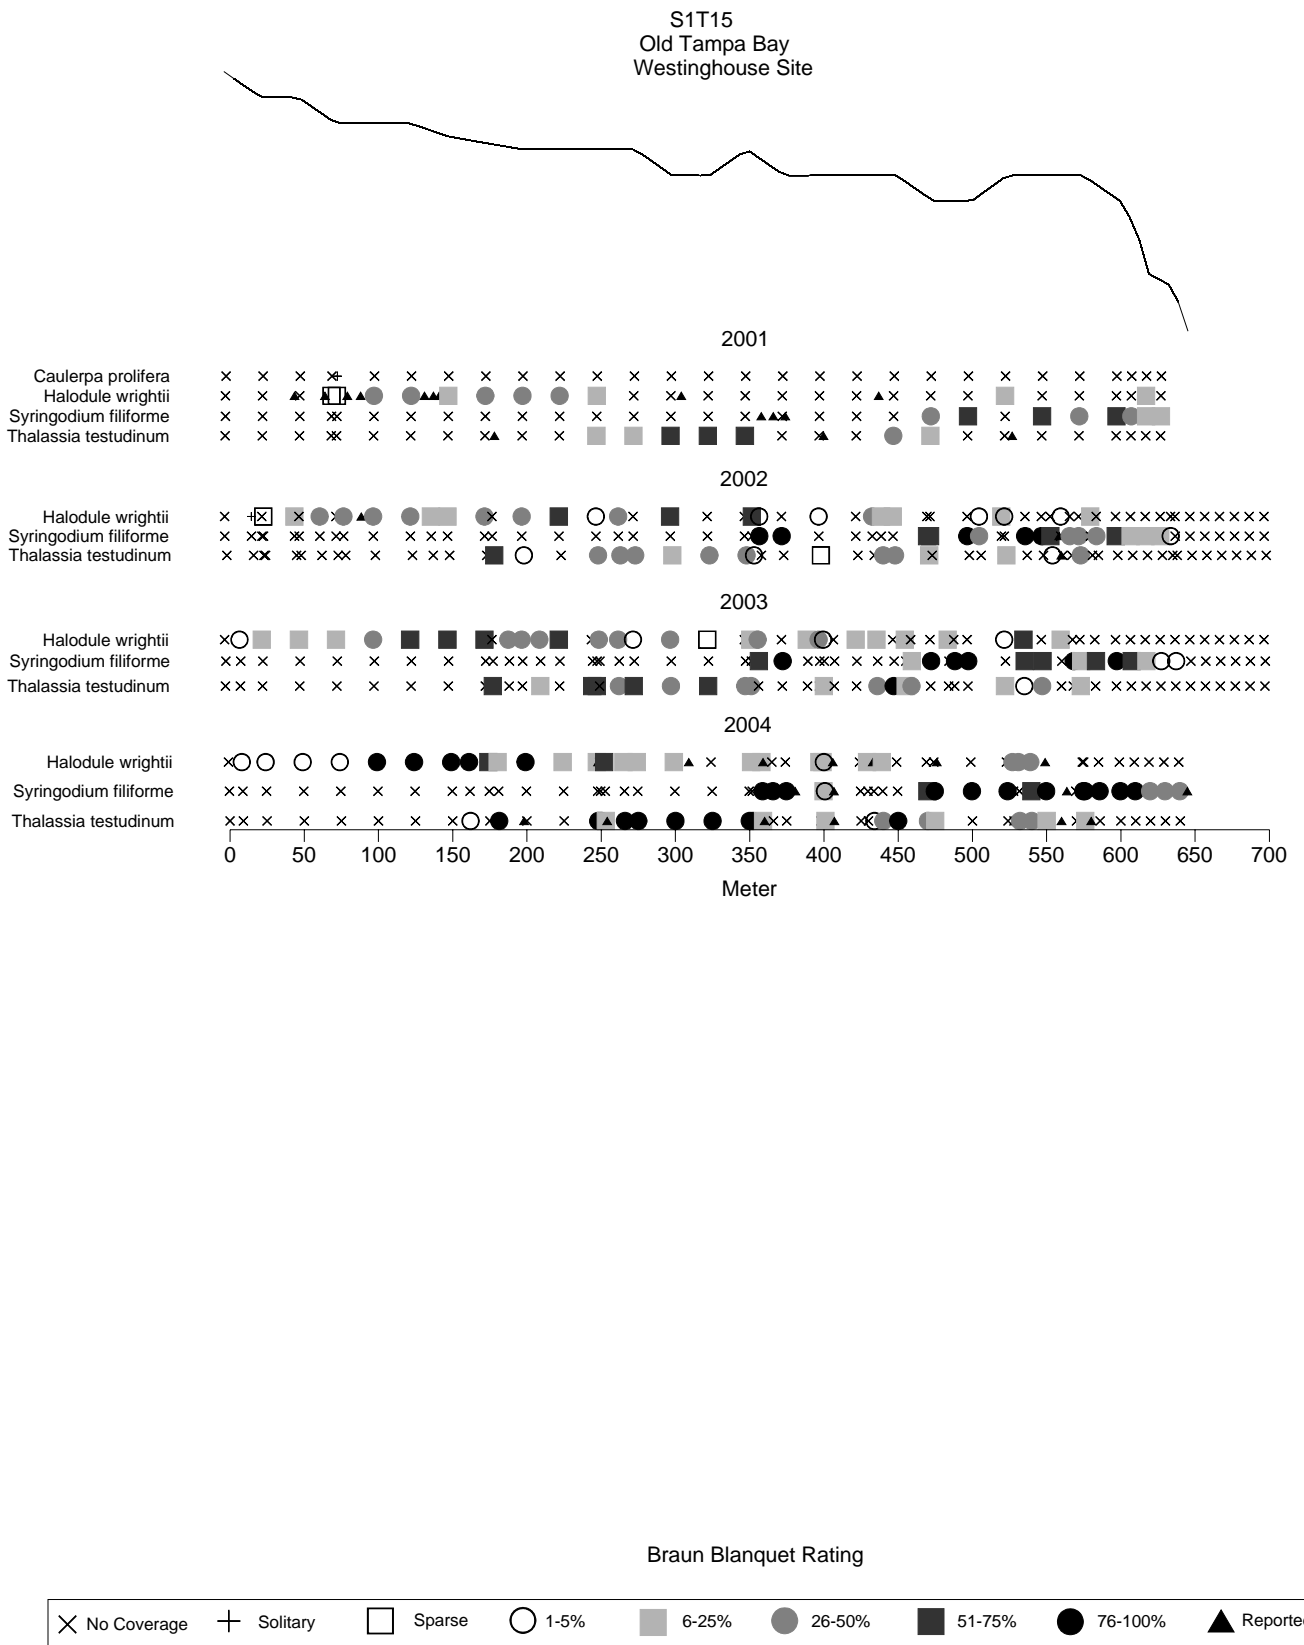 S1T15
Old Tampa Bay
Westinghouse Site
2001
Caulerpa prolifera
Halodule wrightii
Syringodium filiforme
Thalassia testudinum
2002
Halodule wrightii
Syringodium filiforme
Thalassia testudinum
2003
Halodule wrightii
Syringodium filiforme
Thalassia testudinum
2004
Halodule wrightii
Syringodium filiforme
Thalassia testudinum
0 50 100 150 200 250 300 350 400 450 500 550 600 650 700
Meter
Braun Blanquet Rating
No Coverage Solitary Sparse 1-5% 6-25% 26-50% 51-75% 76-100% Reported